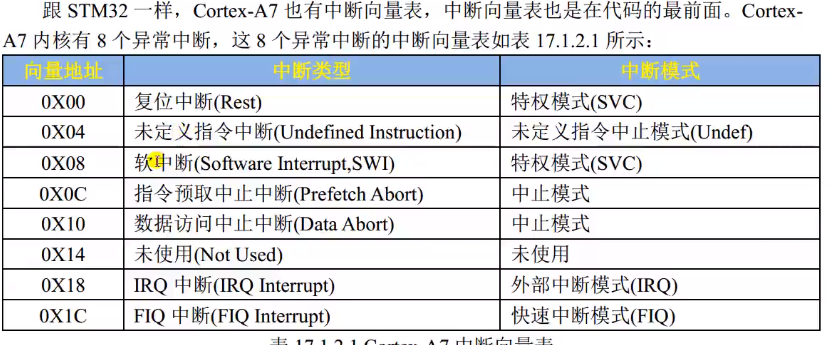 跟 STM32 一样，Cortex-A7 也有中断向量表，中断向量表也是在代码的最前面。Cortex-
A7 内核有 8 个异常中断，这 8 个异常中断的中断向量表如表 17.1.2.1 所示：
向量地址 中断类型 中断模式
0X00 复位中断(Rest) 特权模式(SVC)
0X04 未定义指令中断(Undefined Instruction) 未定义指令中止模式(Undef)
0X08 软中断(Software Interrupt,SWI) 特权模式(SVC)
0X0C 指令预取中止中断(Prefetch Abort) 中止模式
0X10 数据访问中止中断(Data Abort) 中止模式
0X14 未使用(Not Used) 未使用
0X18 IRQ 中断(IRQ Interrupt) 外部中断模式(IRQ)
0X1C FIQ 中断(FIQ Interrupt) 快速中断模式(FIQ)
表 17.1.2.1 Cortex-A7 中断向量表